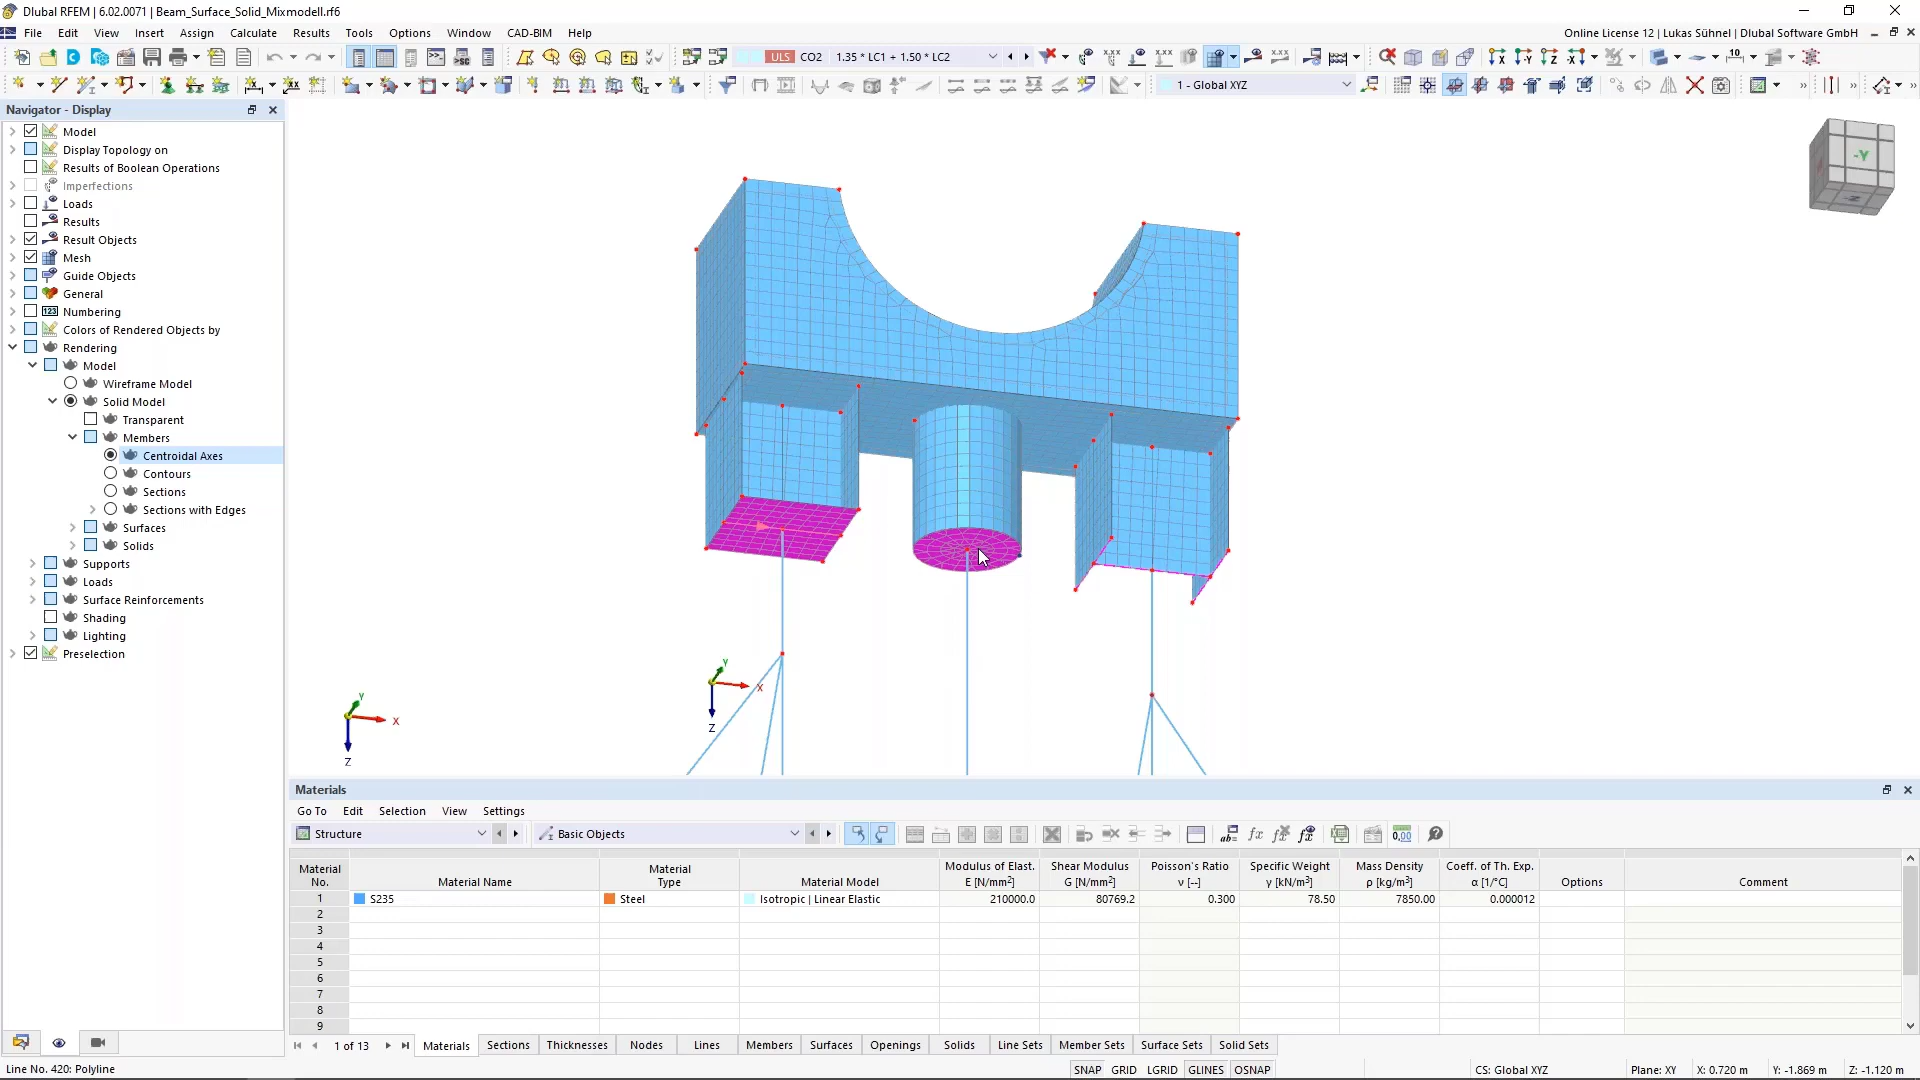 Dlubal RFEM | 6.02.0071 | Beam_Surface_Solid_Mixmodell.rf6
File Edit View Insert Assign Calculate Results Tools Options Window CAD-BIM Help
Online License 12 | Lukas Sühnel | Dlubal Software GmbH
ULS CO2 1.35 * LC1 + 1.50 * LC2
1 - Global XYZ
Navigator - Display
Model
Display Topology on
Results of Boolean Operations
Imperfections
Loads
Results
Result Objects
Mesh
Guide Objects
General
123 Numbering
Colors of Rendered Objects by
Rendering
Model
Wireframe Model
Solid Model
Transparent
Members
Centroidal Axes
Contours
Sections
Sections with Edges
Surfaces
Solids
Supports
Loads
Surface Reinforcements
Shading
Lighting
Preselection
-Y
-Z
Y
X
Z
Y
X
Z
Materials
Go To Edit Selection View Settings
Structure Basic Objects
Material No. Material Name Material Type Material Model Modulus of Elast. E [N/mm²] Shear Modulus G [N/mm²] Poisson's Ratio ν [--] Specific Weight γ [kN/m³] Mass Density ρ [kg/m³] Coeff. of Th. Exp. α [1/°C] Options Comment
1 S235 Steel Isotropic | Linear Elastic 210000.0 80769.2 0.300 78.50 7850.00 0.000012
2
3
4
5
6
7
8
9
1 of 13 Materials Sections Thicknesses Nodes Lines Members Surfaces Openings Solids Line Sets Member Sets Surface Sets Solid Sets
Line No. 420: Polyline SNAP GRID LGRID GLINES OSNAP CS: Global XYZ Plane: XY X: 0.720 m Y: -1.869 m Z: -1.120 m